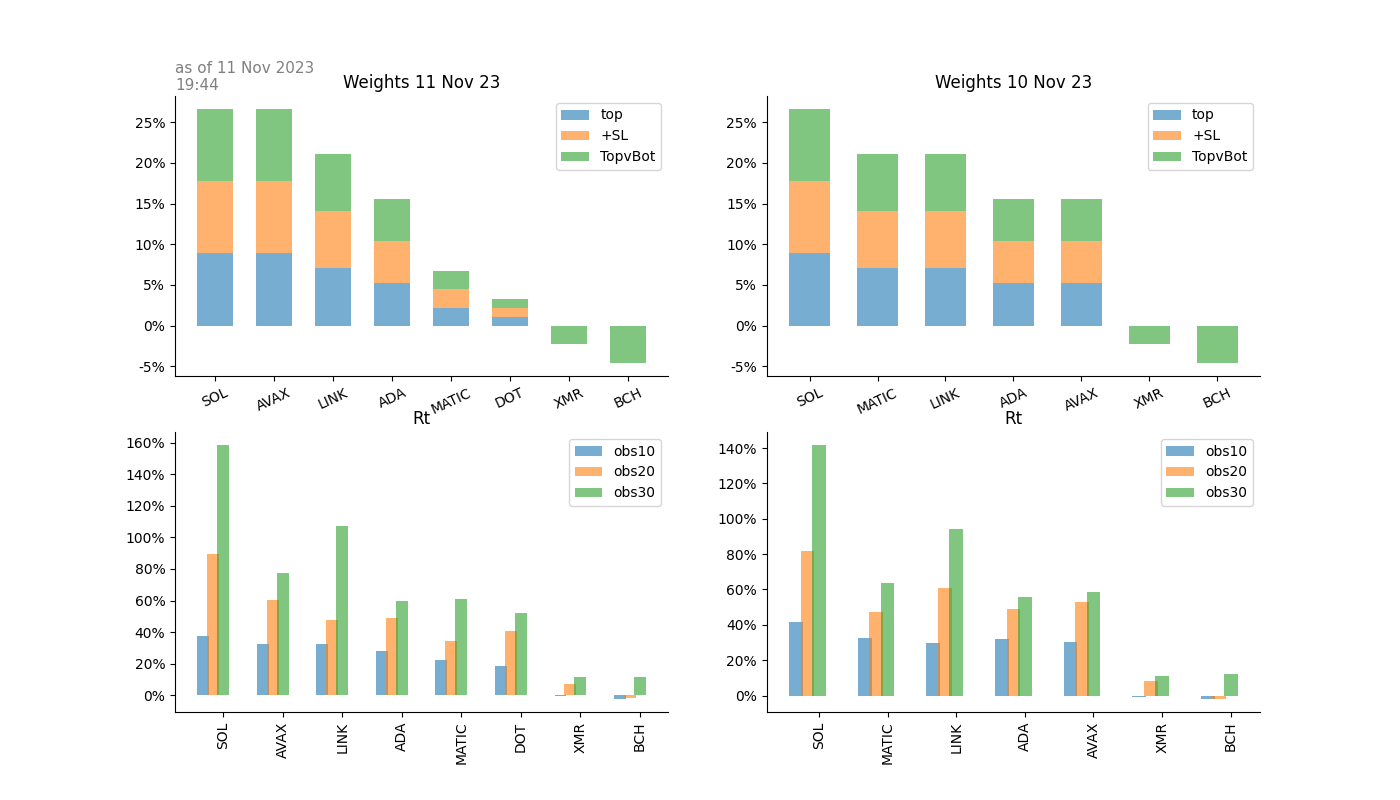 as of 11 Nov 2023
19:44
Weights 11 Nov 23
25%
20%
15%
10%
5%
0%
-5%
top
+SL
TopvBot
SOL AVAX LINK ADA MATIC DOT XMR BCH
Weights 10 Nov 23
25%
20%
15%
10%
5%
0%
-5%
top
+SL
TopvBot
SOL MATIC LINK ADA AVAX XMR BCH
Rt
160%
140%
120%
100%
80%
60%
40%
20%
0%
obs10
obs20
obs30
SOL AVAX LINK ADA MATIC DOT XMR BCH
Rt
140%
120%
100%
80%
60%
40%
20%
0%
obs10
obs20
obs30
SOL MATIC LINK ADA AVAX XMR BCH